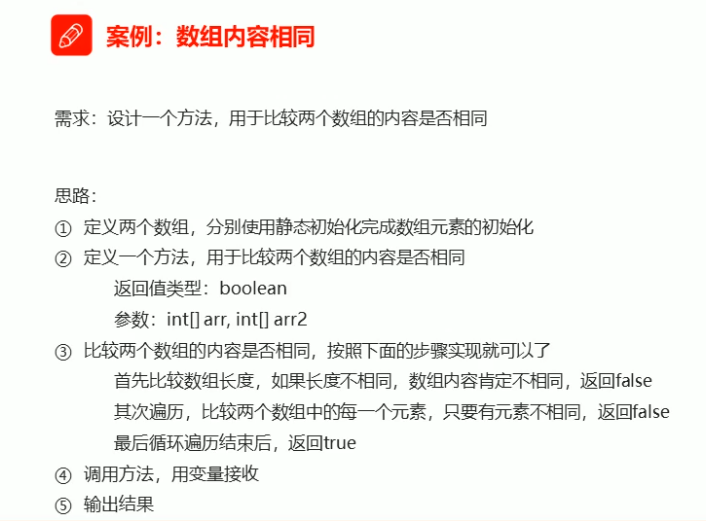 案例：数组内容相同
需求：设计一个方法，用于比较两个数组的内容是否相同
思路：
① 定义两个数组，分别使用静态初始化完成数组元素的初始化
② 定义一个方法，用于比较两个数组的内容是否相同
返回值类型：boolean
参数：int[] arr, int[] arr2
③ 比较两个数组的内容是否相同，按照下面的步骤实现就可以了
首先比较数组长度，如果长度不相同，数组内容肯定不相同，返回false
其次遍历，比较两个数组中的每一个元素，只要有元素不相同，返回false
最后循环遍历结束后，返回true
④ 调用方法，用变量接收
⑤ 输出结果